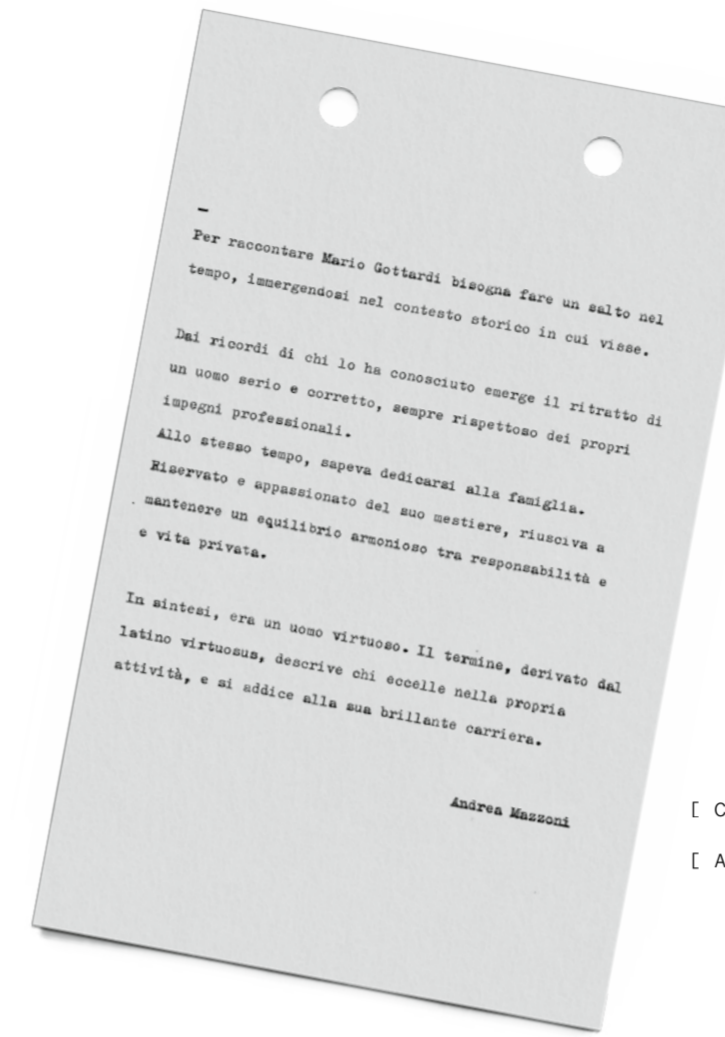 –
Per raccontare Mario Gottardi bisogna fare un salto nel
tempo, immergendosi nel contesto storico in cui visse.
Dai ricordi di chi lo ha conosciuto emerge il ritratto di
un uomo serio e corretto, sempre rispettoso dei propri
impegni professionali.
Allo stesso tempo, sapeva dedicarsi alla famiglia.
Riservato e appassionato del suo mestiere, riusciva a
mantenere un equilibrio armonioso tra responsabilità e
e vita privata.
In sintesi, era un uomo virtuoso. Il termine, derivato dal
latino virtuosus, descrive chi eccelle nella propria
attività, e si addice alla sua brillante carriera.
Andrea Mazzoni
[ C
[ A